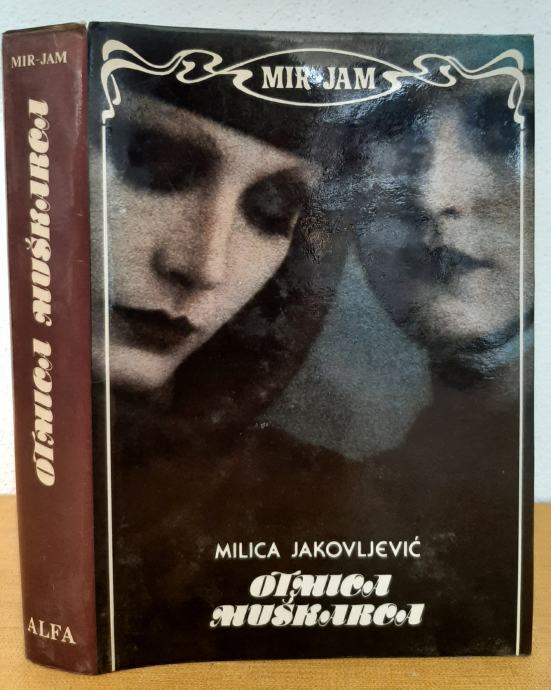 MIR-JAM
OTMICA MUŠKARCA
ALFA
MIR-JAM
MILICA JAKOVLJEVIĆ
OTMICA
MUŠKARCA